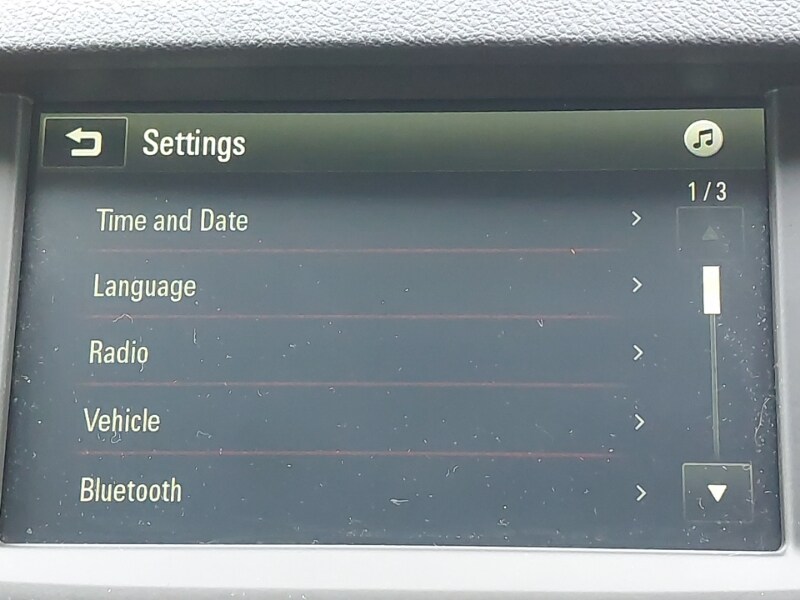 Settings
1/3
Time and Date
Language
Radio
Vehicle
Bluetooth